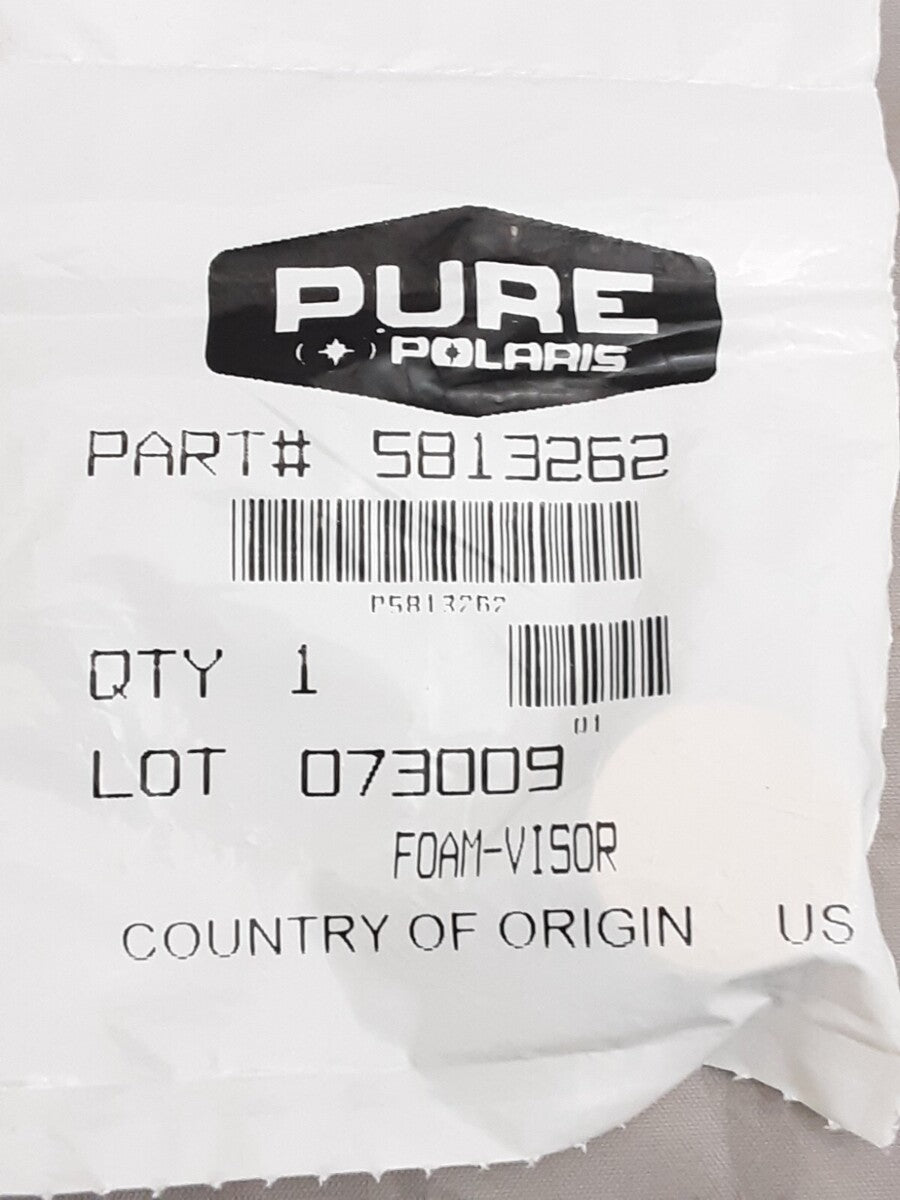 PURE
POLARIS
PART# 5813262
P5813262
QTY 1
01
LOT 073009
FOAM-VISOR
COUNTRY OF ORIGIN US